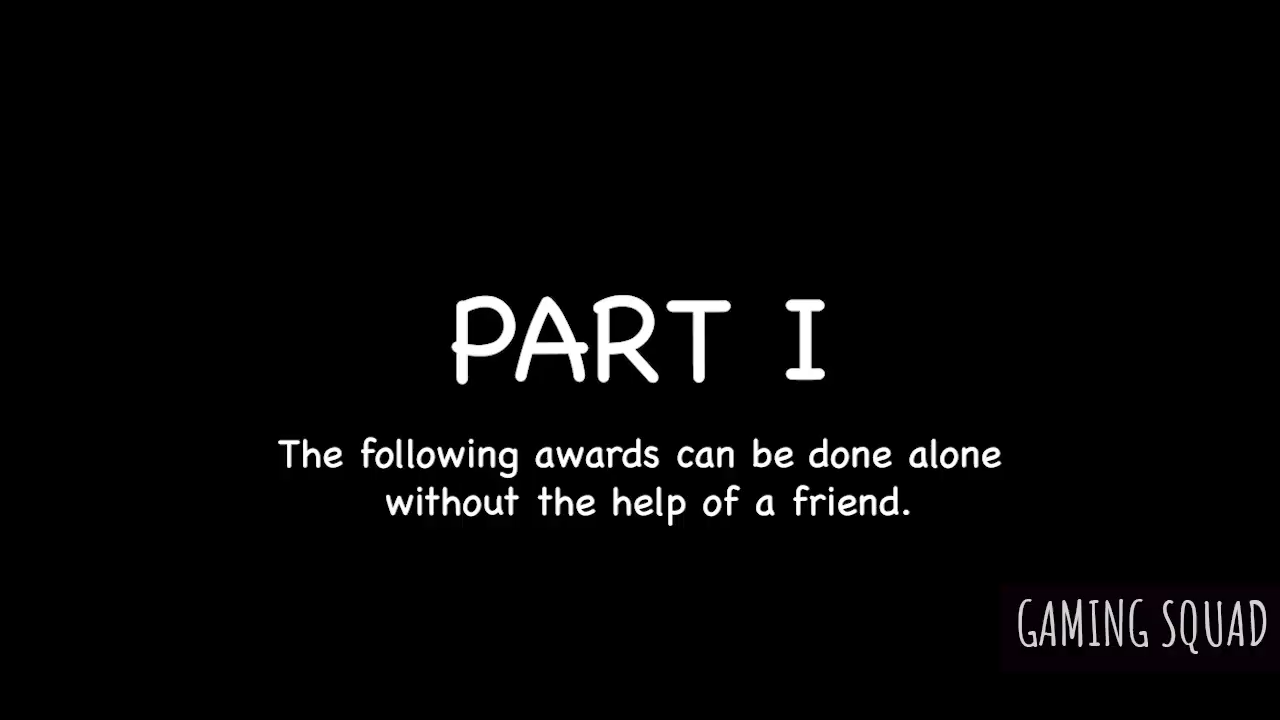 PART I
The following awards can be done alone
without the help of a friend.
GAMING SQUAD